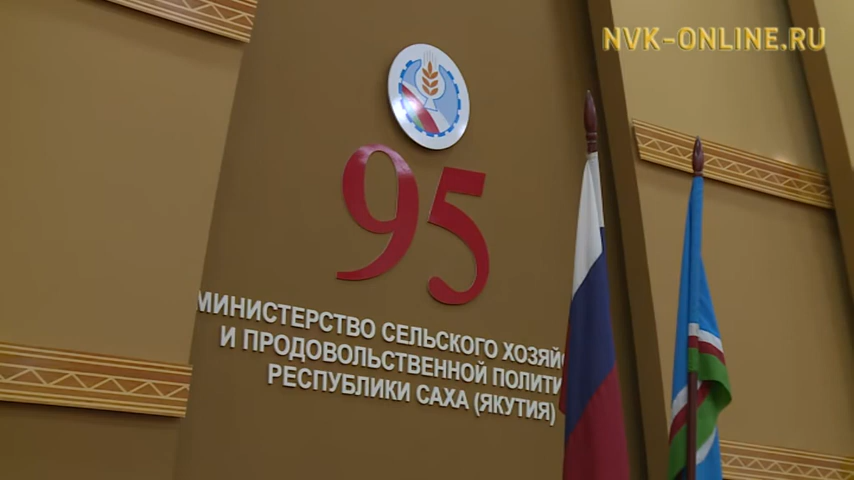 NVK-ONLINE.RU
95
МИНИСТЕРСТВО СЕЛЬСКОГО
И ПРОДОВОЛЬСТВЕННОЙ
РЕСПУБЛИКИ САХА (ЯКУТИЯ)